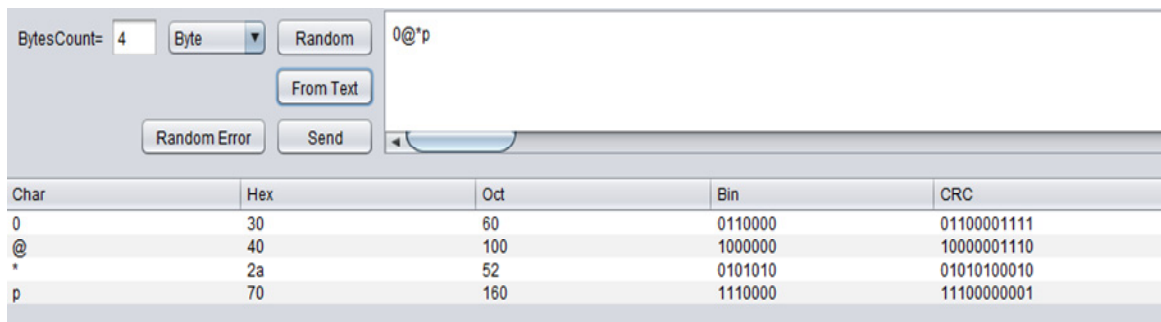 BytesCount= 4 Byte Random 0@*p
From Text
Random Error Send
Char Hex Oct Bin CRC
0 30 60 0110000 01100001111
@ 40 100 1000000 10000001110
* 2a 52 0101010 01010100010
p 70 160 1110000 11100000001